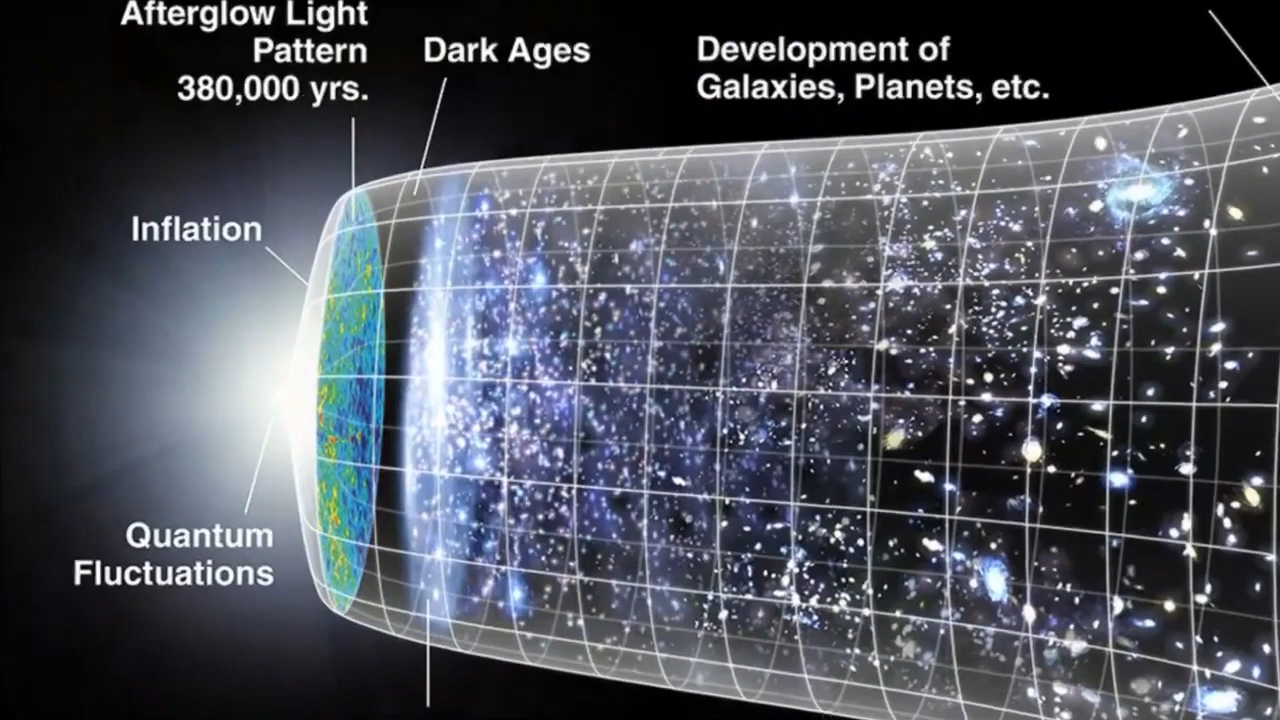 Afterglow Light
Pattern
380,000 yrs.
Dark Ages
Development of
Galaxies, Planets, etc.
Inflation
Quantum
Fluctuations